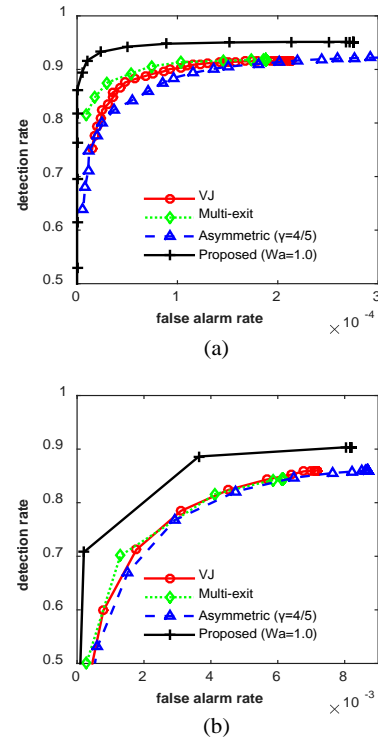 1
0.9
0.8
0.7
0.6
0.5
detection rate
VJ
Multi-exit
Asymmetric (γ=4/5)
Proposed (Wa=1.0)
0 1 2 3
false alarm rate
× 10⁻⁴
(a)
1
0.9
0.8
0.7
0.6
0.5
detection rate
VJ
Multi-exit
Asymmetric (γ=4/5)
Proposed (Wa=1.0)
0 2 4 6 8
false alarm rate
× 10⁻³
(b)